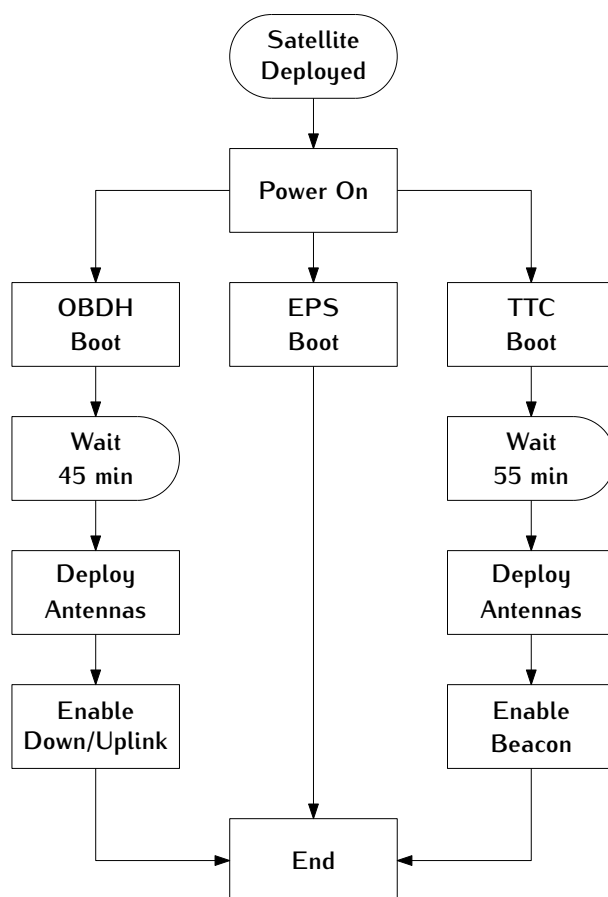 Satellite
Deployed
Power On
OBDH
Boot
EPS
Boot
TTC
Boot
Wait
45 min
Wait
55 min
Deploy
Antennas
Deploy
Antennas
Enable
Down/Uplink
Enable
Beacon
End